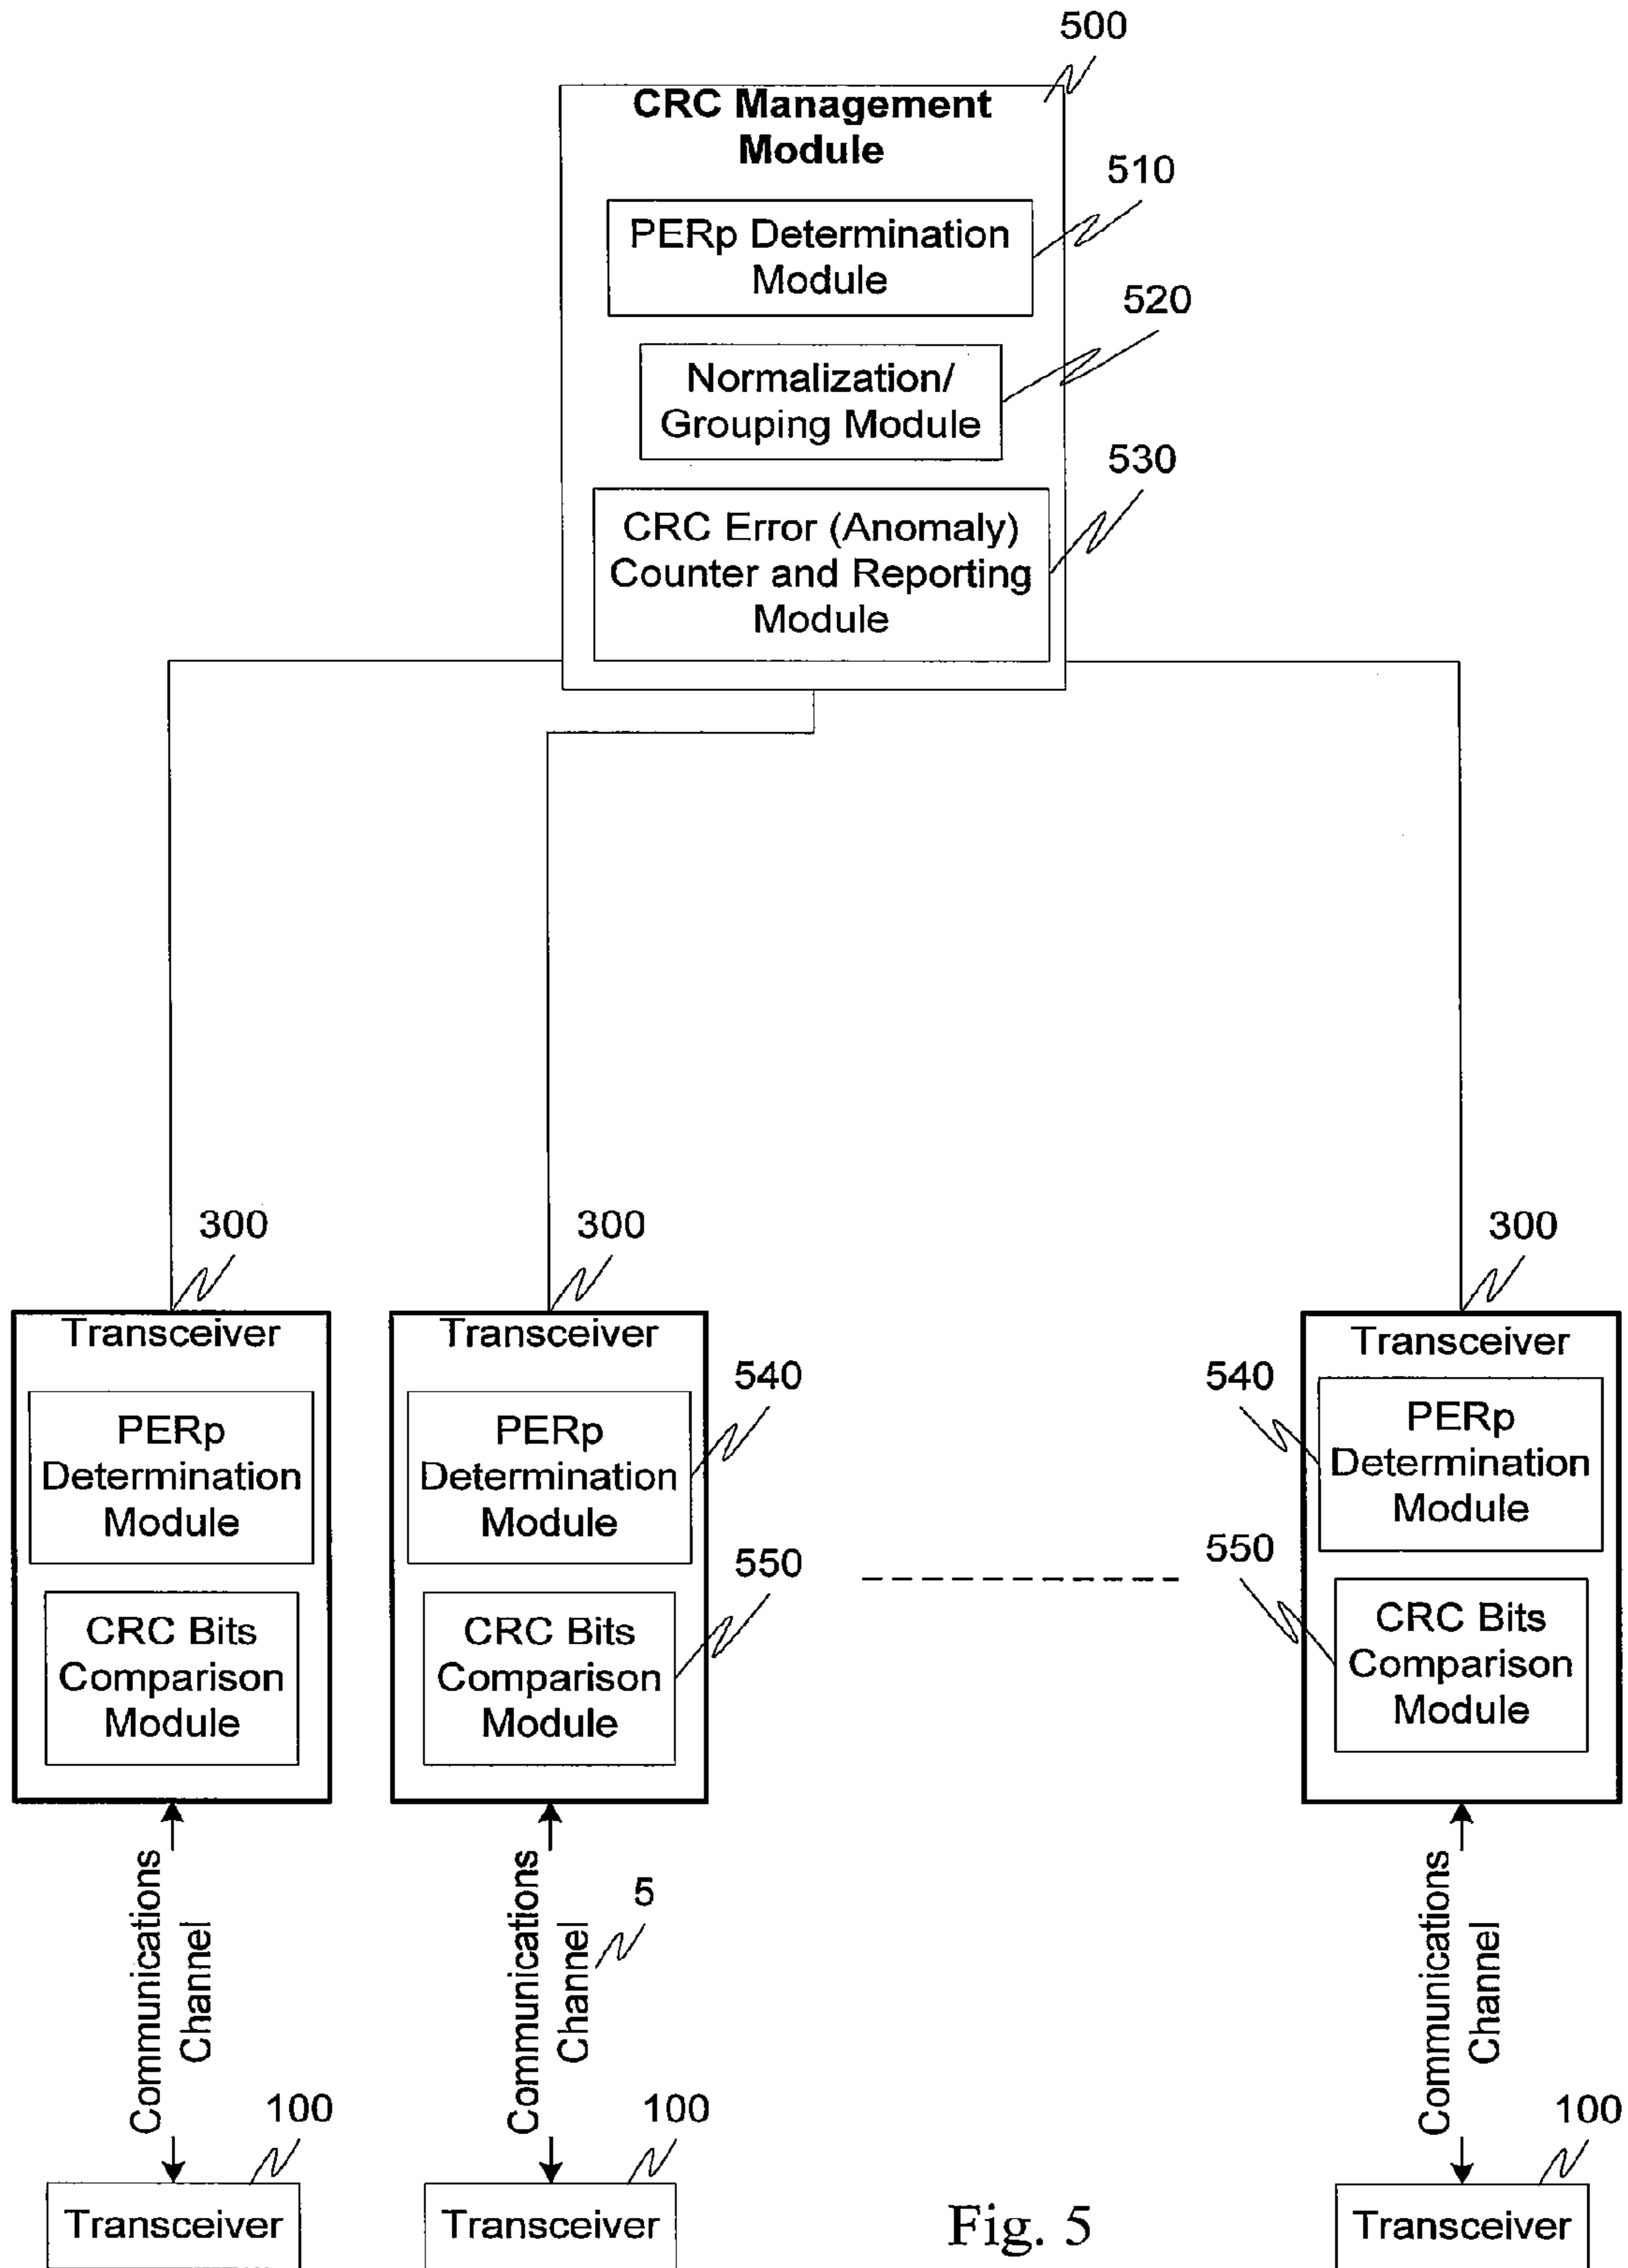 500
CRC Management
Module
510
PERp Determination
Module
520
Normalization/
Grouping Module
530
CRC Error (Anomaly)
Counter and Reporting
Module
300
300
300
Transceiver
PERp
Determination
Module
CRC Bits
Comparison
Module
Transceiver
540
PERp
Determination
Module
550
CRC Bits
Comparison
Module
Transceiver
540
PERp
Determination
Module
550
CRC Bits
Comparison
Module
Communications
Channel
Communications
Channel
5
Communications
Channel
100
Transceiver
100
Transceiver
100
Transceiver
Fig. 5